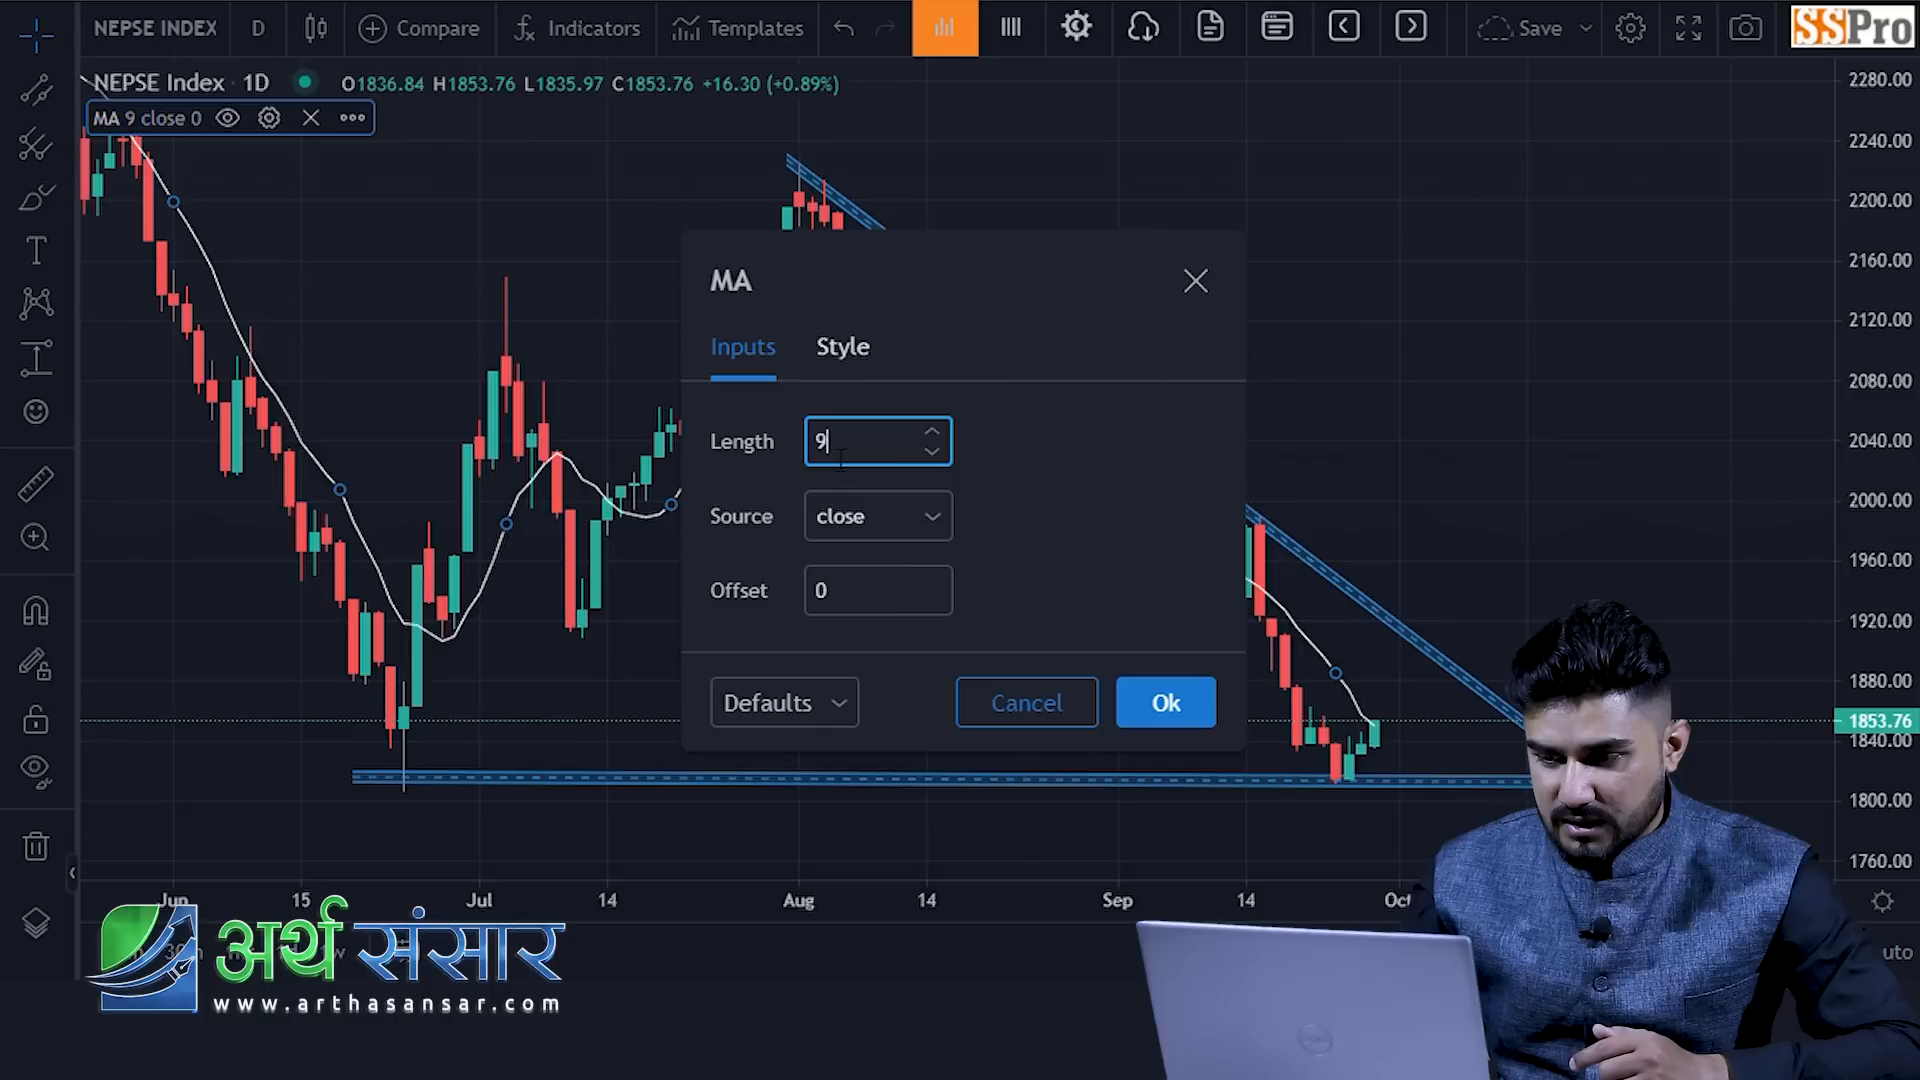 NEPSE INDEX D Compare Indicators Templates Save SSPro
NEPSE Index · 1D O1836.84 H1853.76 L1835.97 C1853.76 +16.30 (+0.89%)
MA 9 close 0
2280.00
2240.00
2200.00
2160.00
2120.00
2080.00
2040.00
2000.00
1960.00
1920.00
1880.00
1853.76
1840.00
1800.00
1760.00
MA
Inputs Style
Length 9
Source close
Offset 0
Defaults Cancel Ok
Jun 15 Jul 14 Aug 14 Sep 14 Oct
अर्थ संसार
www.arthasansar.com
uto